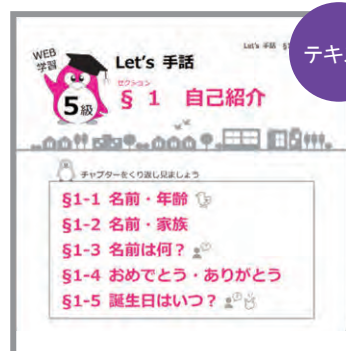 WEB
学習
Let's 手話
Let's 手話
テキ
セクション
5級
§ 1 自己紹介
チャプターをくり返し見ましょう
§1-1 名前・年齢
§1-2 名前・家族
§1-3 名前は何？
§1-4 おめでとう・ありがとう
§1-5 誕生日はいつ？